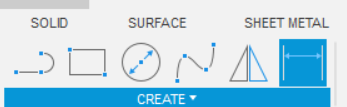 SOLID SURFACE SHEET METAL
CREATE ▾